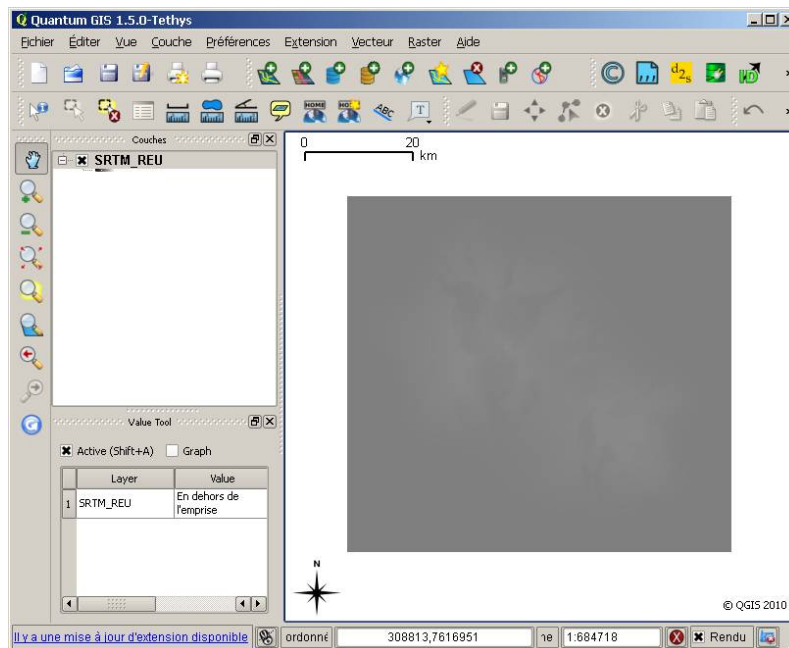 Quantum GIS 1.5.0-Tethys
Fichier Éditer Vue Couche Préférences Extension Vecteur Raster Aide
Couches
SRTM_REU
0 20
km
Value Tool
Active (Shift+A) Graph
Layer Value
1 SRTM_REU En dehors de
l'emprise
N
© QGIS 2010
Il y a une mise à jour d'extension disponible ordonné 308813,7616951 1:684718 Rendu